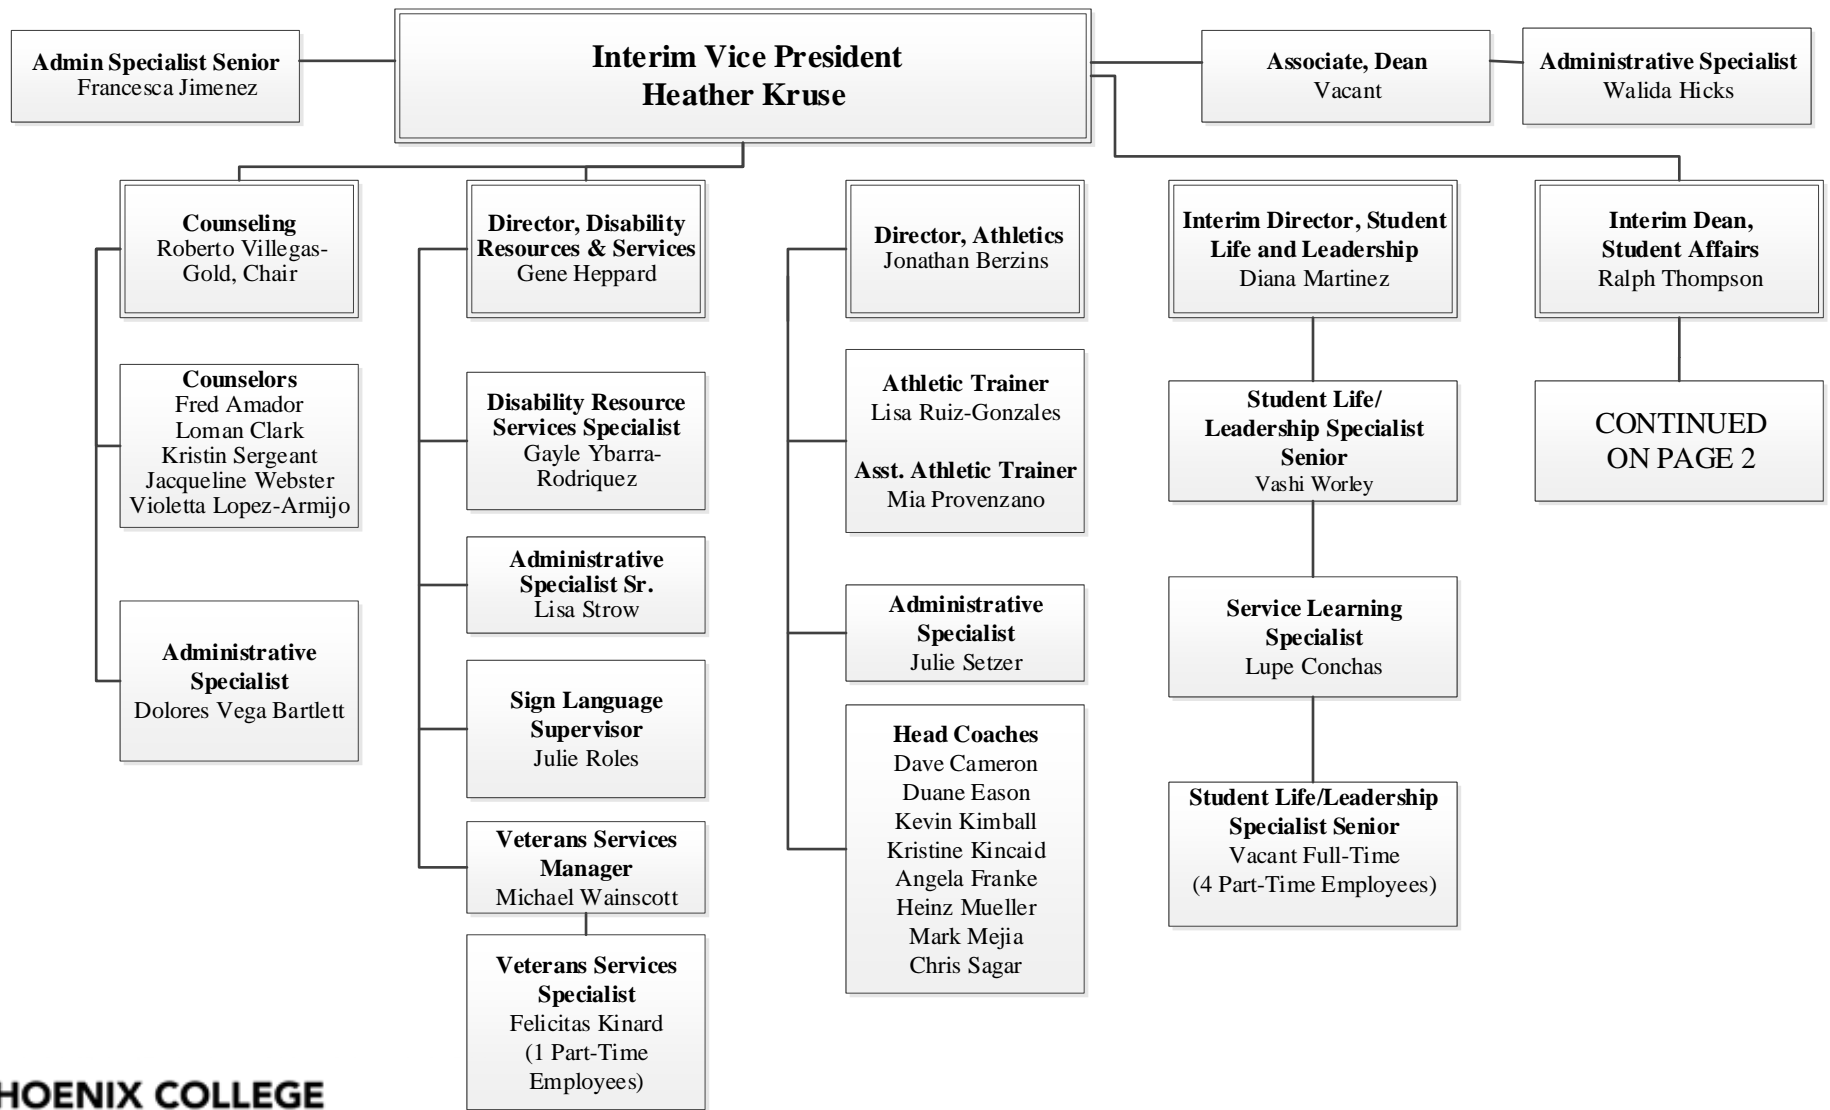 Admin Specialist Senior
Francesca Jimenez
Interim Vice President
Heather Kruse
Associate, Dean
Vacant
Administrative Specialist
Walida Hicks
Counseling
Roberto Villegas-
Gold, Chair
Counselors
Fred Amador
Loman Clark
Kristin Sergeant
Jacqueline Webster
Violetta Lopez-Armijo
Administrative
Specialist
Dolores Vega Bartlett
Director, Disability
Resources & Services
Gene Heppard
Disability Resource
Services Specialist
Gayle Ybarra-
Rodriquez
Administrative
Specialist Sr.
Lisa Strow
Sign Language
Supervisor
Julie Roles
Veterans Services
Manager
Michael Wainscott
Veterans Services
Specialist
Felicitas Kinard
(1 Part-Time
Employees)
Director, Athletics
Jonathan Berzins
Athletic Trainer
Lisa Ruiz-Gonzales
Asst. Athletic Trainer
Mia Provenzano
Administrative
Specialist
Julie Setzer
Head Coaches
Dave Cameron
Duane Eason
Kevin Kimball
Kristine Kincaid
Angela Franke
Heinz Mueller
Mark Mejia
Chris Sagar
Interim Director, Student
Life and Leadership
Diana Martinez
Student Life/
Leadership Specialist
Senior
Vashi Worley
Service Learning
Specialist
Lupe Conchas
Student Life/Leadership
Specialist Senior
Vacant Full-Time
(4 Part-Time Employees)
Interim Dean,
Student Affairs
Ralph Thompson
CONTINUED
ON PAGE 2
HOENIX COLLEGE